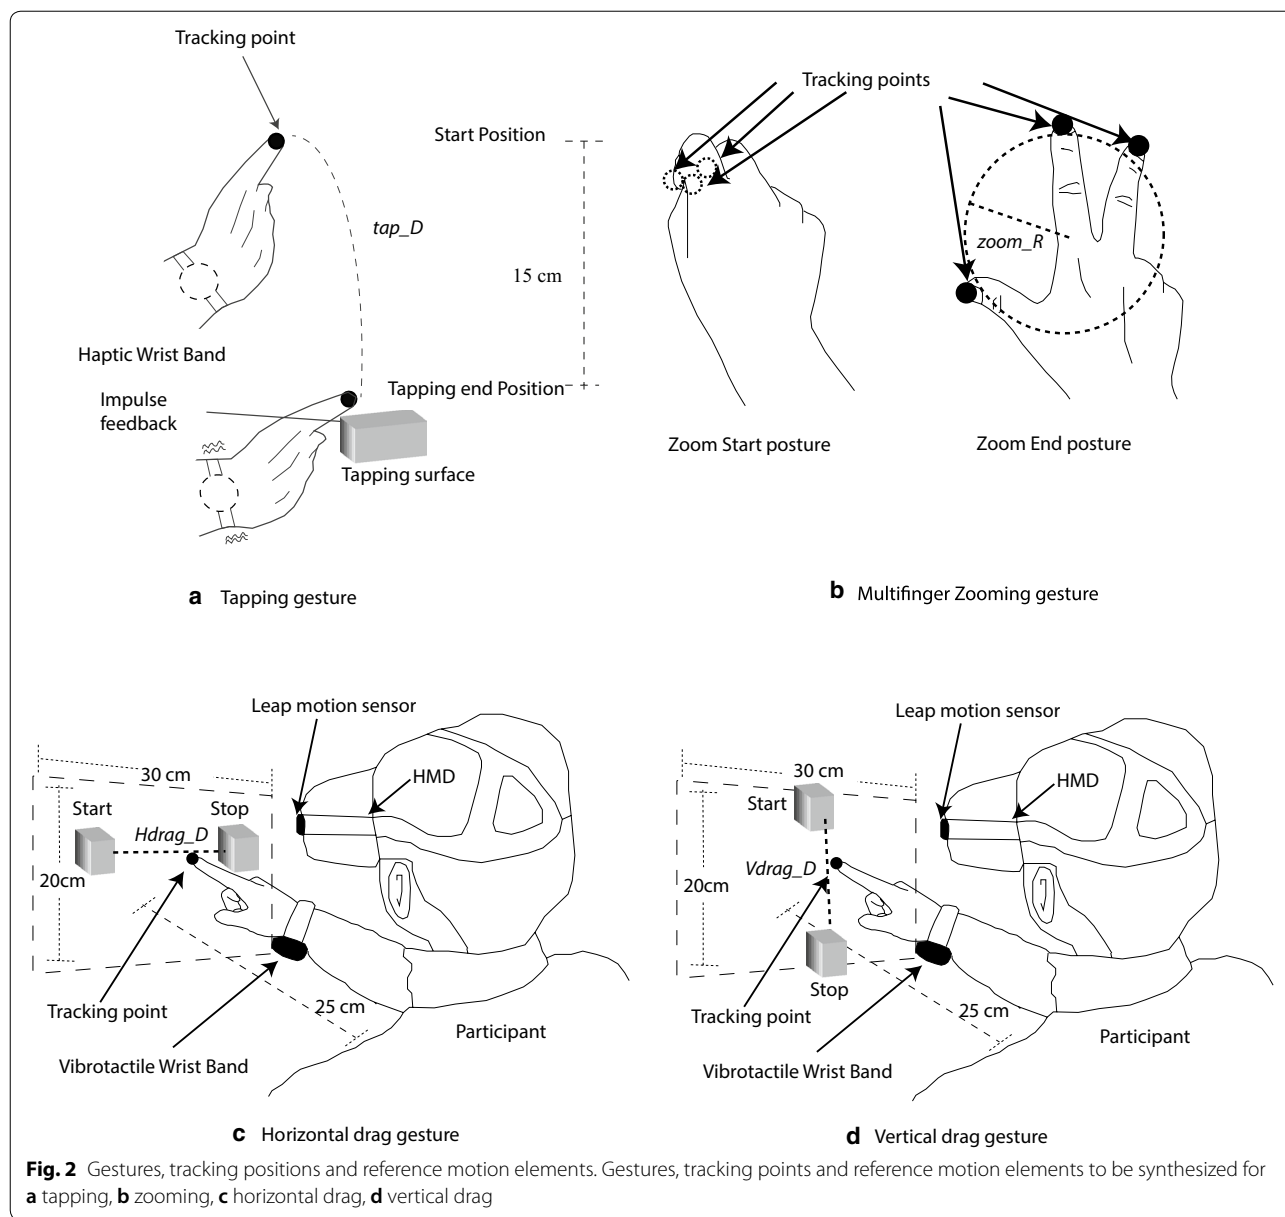 Tracking point
Start Position
tap_D
15 cm
Haptic Wrist Band
Tapping end Position
Impulse
feedback
Tapping surface
a Tapping gesture
Tracking points
zoom_R
Zoom Start posture
Zoom End posture
b Multifinger Zooming gesture
Leap motion sensor
30 cm
HMD
Start
Stop
Hdrag_D
20cm
25 cm
Tracking point
Participant
Vibrotactile Wrist Band
c Horizontal drag gesture
Leap motion sensor
30 cm
HMD
Start
Vdrag_D
20cm
Stop
25 cm
Tracking point
Participant
Vibrotactile Wrist Band
d Vertical drag gesture
Fig. 2 Gestures, tracking positions and reference motion elements. Gestures, tracking points and reference motion elements to be synthesized for
a tapping, b zooming, c horizontal drag, d vertical drag